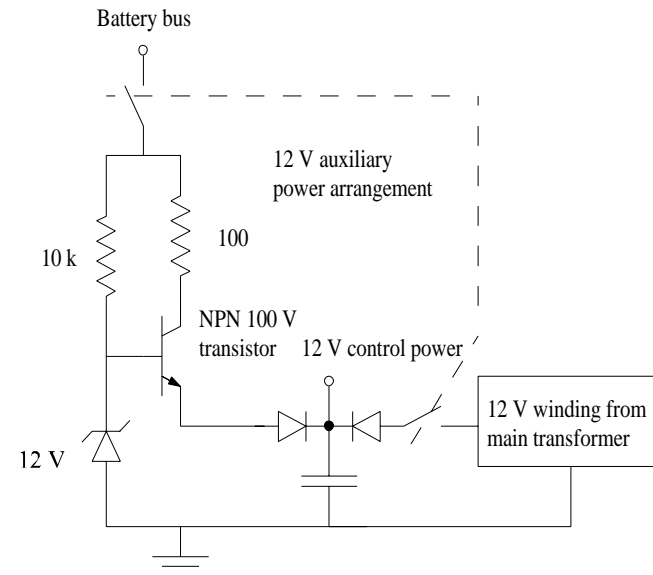 Battery bus
12 V auxiliary
power arrangement
100
10 k
NPN 100 V
transistor
12 V control power
12 V winding from
main transformer
12 V